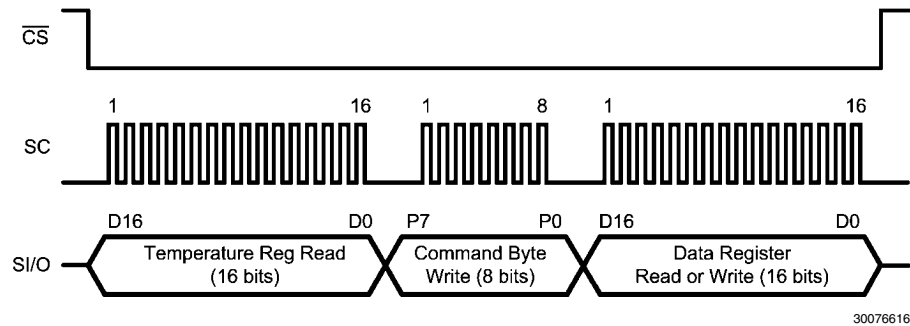 CS
1 16 1 8 1 16
SC
D16 D0 P7 P0 D16 D0
SI/O
Temperature Reg Read
(16 bits)
Command Byte
Write (8 bits)
Data Register
Read or Write (16 bits)
30076616